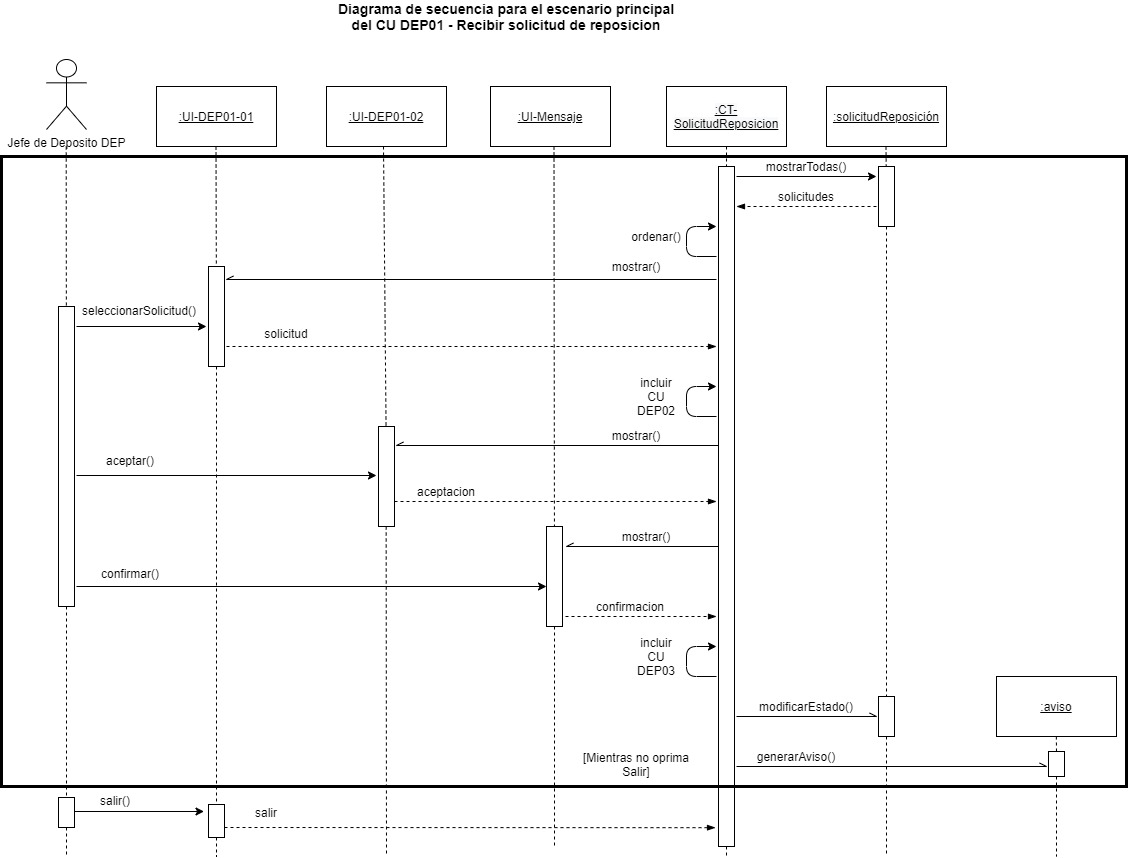 Diagrama de secuencia para el escenario principal
del CU DEP01 - Recibir solicitud de reposicion
Jefe de Deposito DEP
:UI-DEP01-01
:UI-DEP01-02
:UI-Mensaje
:CT-
SolicitudReposicion
:solicitudReposición
mostrarTodas()
solicitudes
ordenar()
mostrar()
seleccionarSolicitud()
solicitud
incluir
CU
DEP02
mostrar()
aceptar()
aceptacion
mostrar()
confirmar()
confirmacion
incluir
CU
DEP03
modificarEstado()
:aviso
[Mientras no oprima
Salir]
generarAviso()
salir()
salir